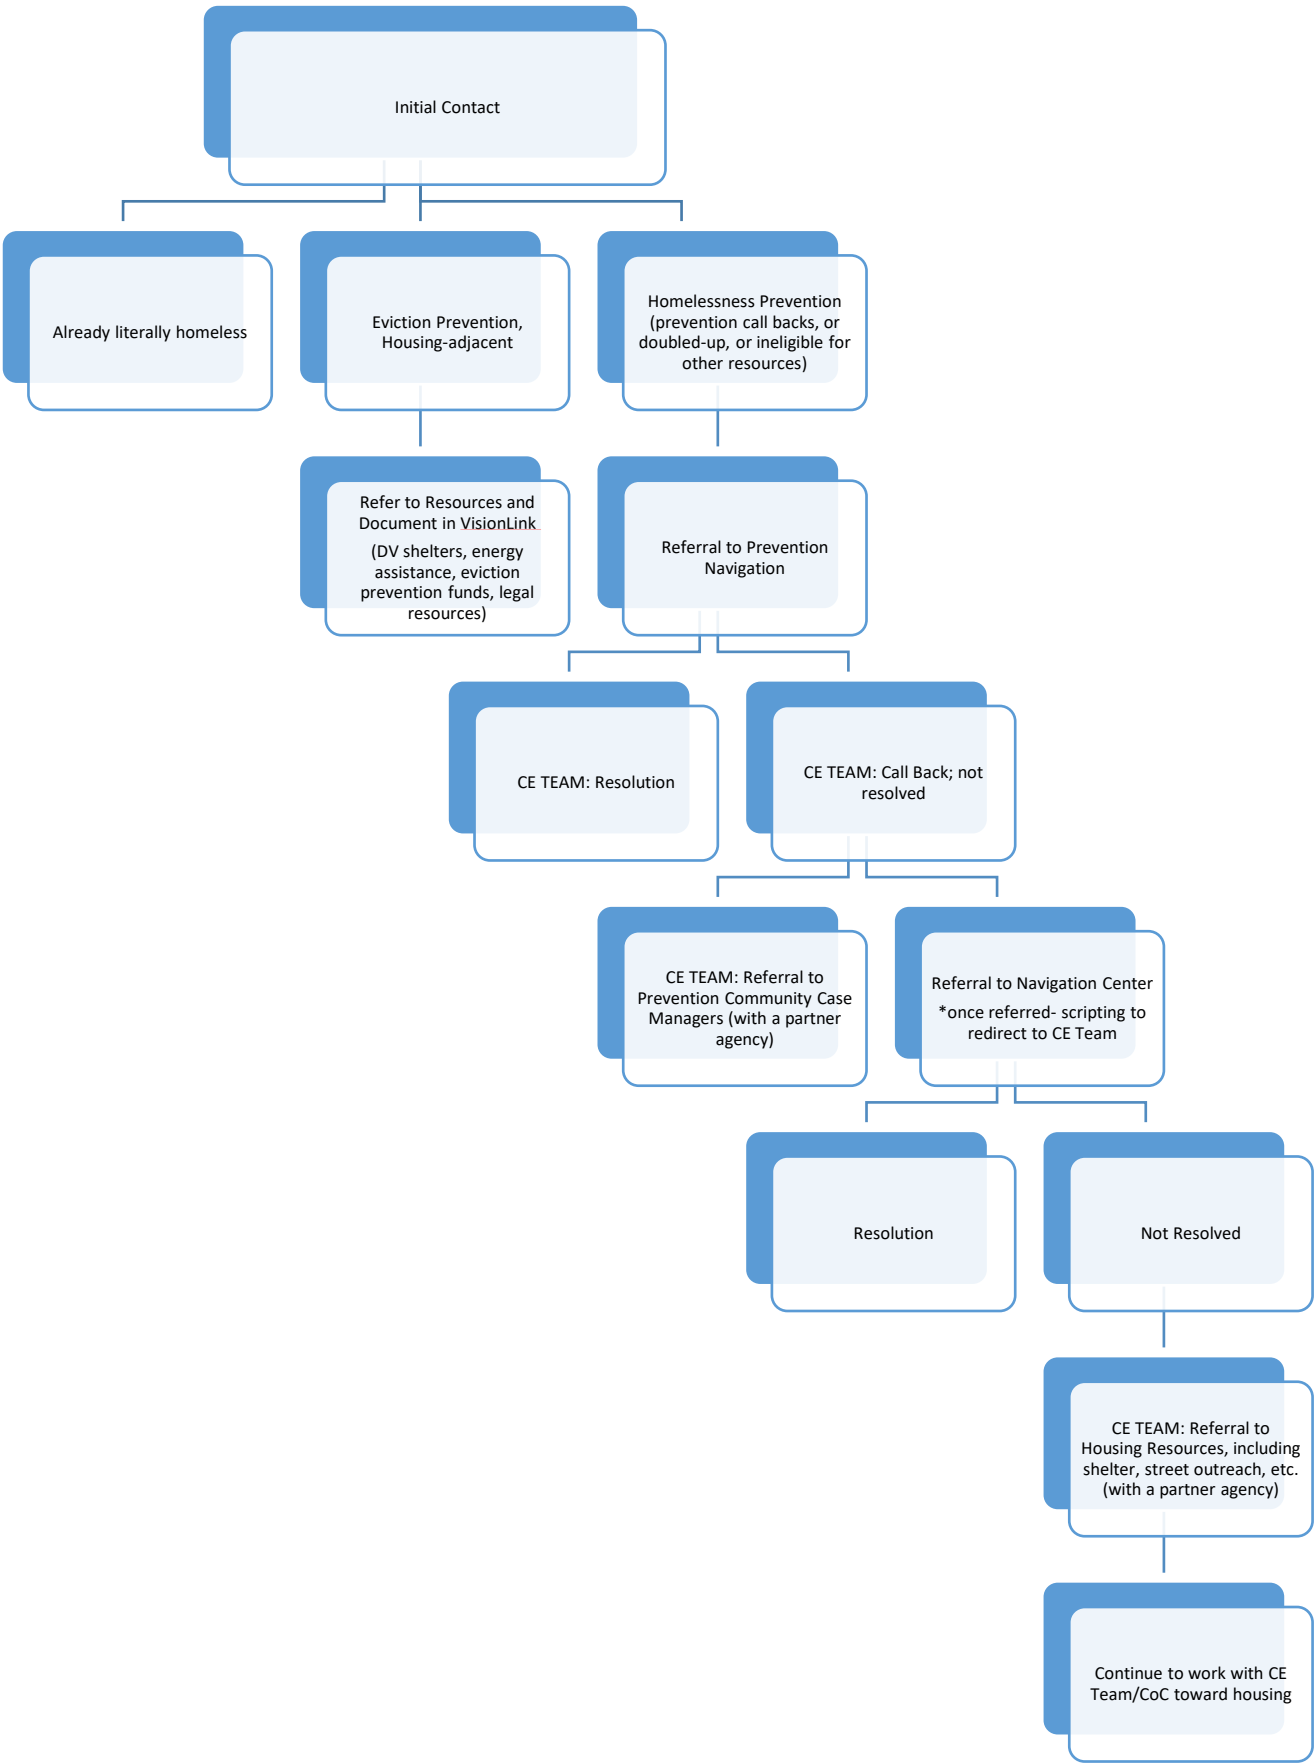 Initial Contact
Already literally homeless
Eviction Prevention,
Housing-adjacent
Homelessness Prevention
(prevention call backs, or
doubled-up, or ineligible for
other resources)
Refer to Resources and
Document in VisionLink
(DV shelters, energy
assistance, eviction
prevention funds, legal
resources)
Referral to Prevention
Navigation
CE TEAM: Resolution
CE TEAM: Call Back; not
resolved
CE TEAM: Referral to
Prevention Community Case
Managers (with a partner
agency)
Referral to Navigation Center
*once referred- scripting to
redirect to CE Team
Resolution
Not Resolved
CE TEAM: Referral to
Housing Resources, including
shelter, street outreach, etc.
(with a partner agency)
Continue to work with CE
Team/CoC toward housing